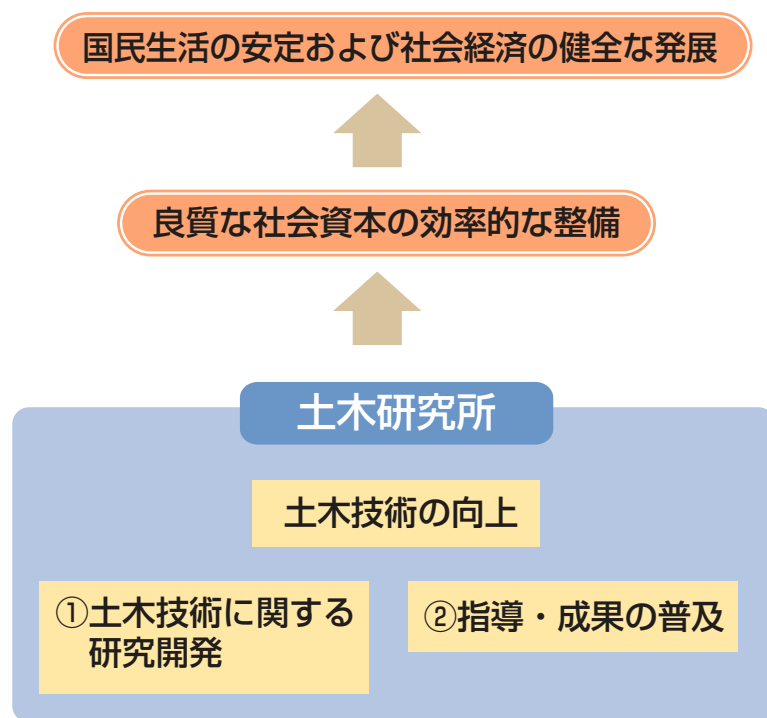 国民生活の安定および社会経済の健全な発展
良質な社会資本の効率的な整備
土木研究所
土木技術の向上
①土木技術に関する
研究開発
②指導・成果の普及